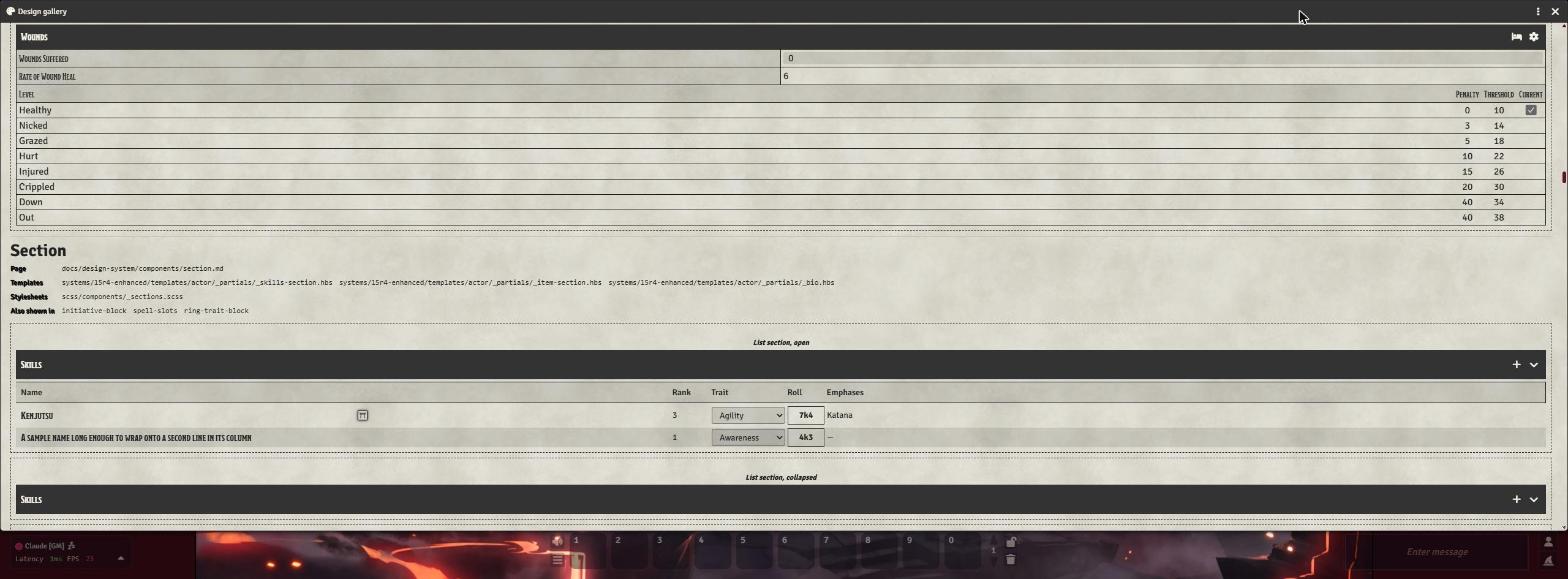 Design gallery
Wounds
Wounds Suffered 0
Rate of Wound Heal 6
Level Penalty Threshold Current
Healthy 0 10
Nicked 3 14
Grazed 5 18
Hurt 10 22
Injured 15 26
Crippled 20 30
Down 40 34
Out 40 38
Section
Page docs/design-system/components/section.md
Templates systems/l5r4-enhanced/templates/actor/_partials/_skills-section.hbs systems/l5r4-enhanced/templates/actor/_partials/_item-section.hbs systems/l5r4-enhanced/templates/actor/_partials/_bio.hbs
Stylesheets scss/components/_sections.scss
Also shown in initiative-block spell-slots ring-trait-block
List section, open
Skills
Name Rank Trait Roll Emphases
Kenjutsu 3 Agility 7k4 Katana
A sample name long enough to wrap onto a second line in its column 1 Awareness 4k3 —
List section, collapsed
Skills
Claude [GM]
Latency 3ms FPS 23
1 2 3 4 5 6 7 8 9 0
1
Enter message